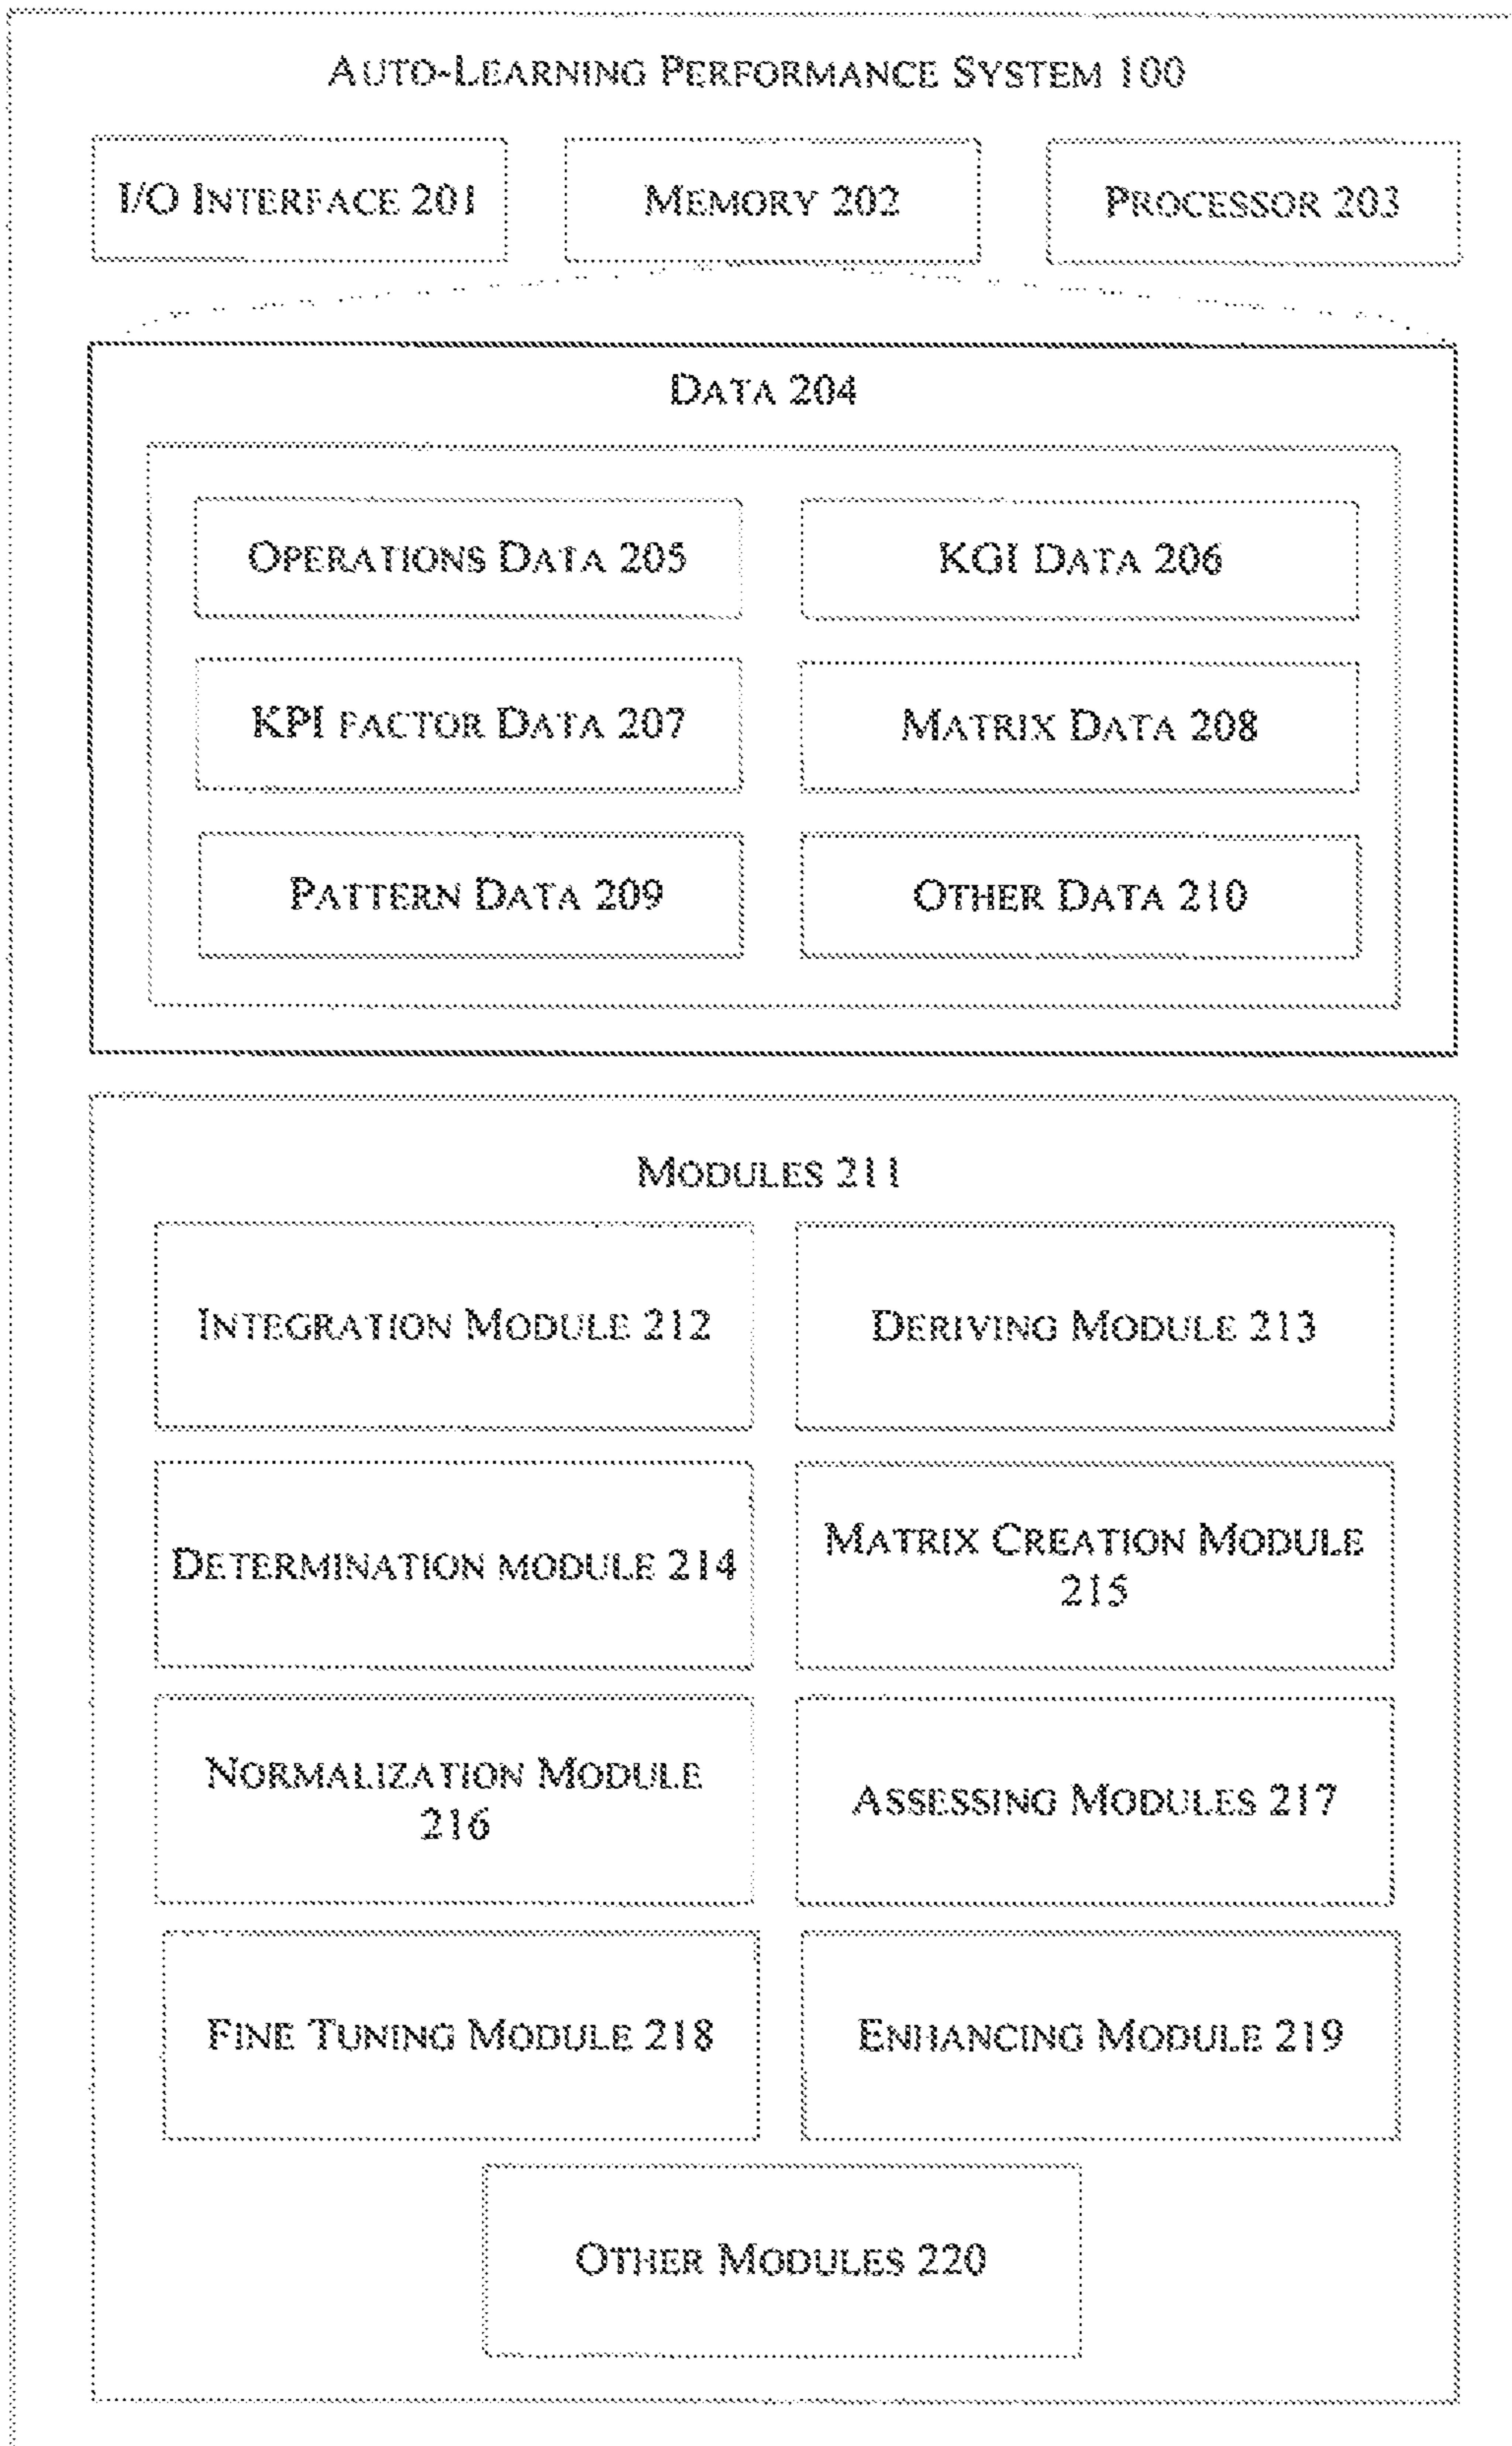 AUTO-LEARNING PERFORMANCE SYSTEM 100
I/O INTERFACE 201
MEMORY 202
PROCESSOR 203
DATA 204
OPERATIONS DATA 205
KGI DATA 206
KPI FACTOR DATA 207
MATRIX DATA 208
PATTERN DATA 209
OTHER DATA 210
MODULES 211
INTEGRATION MODULE 212
DERIVING MODULE 213
DETERMINATION MODULE 214
MATRIX CREATION MODULE
215
NORMALIZATION MODULE
216
ASSESSING MODULES 217
FINE TUNING MODULE 218
ENHANCING MODULE 219
OTHER MODULES 220